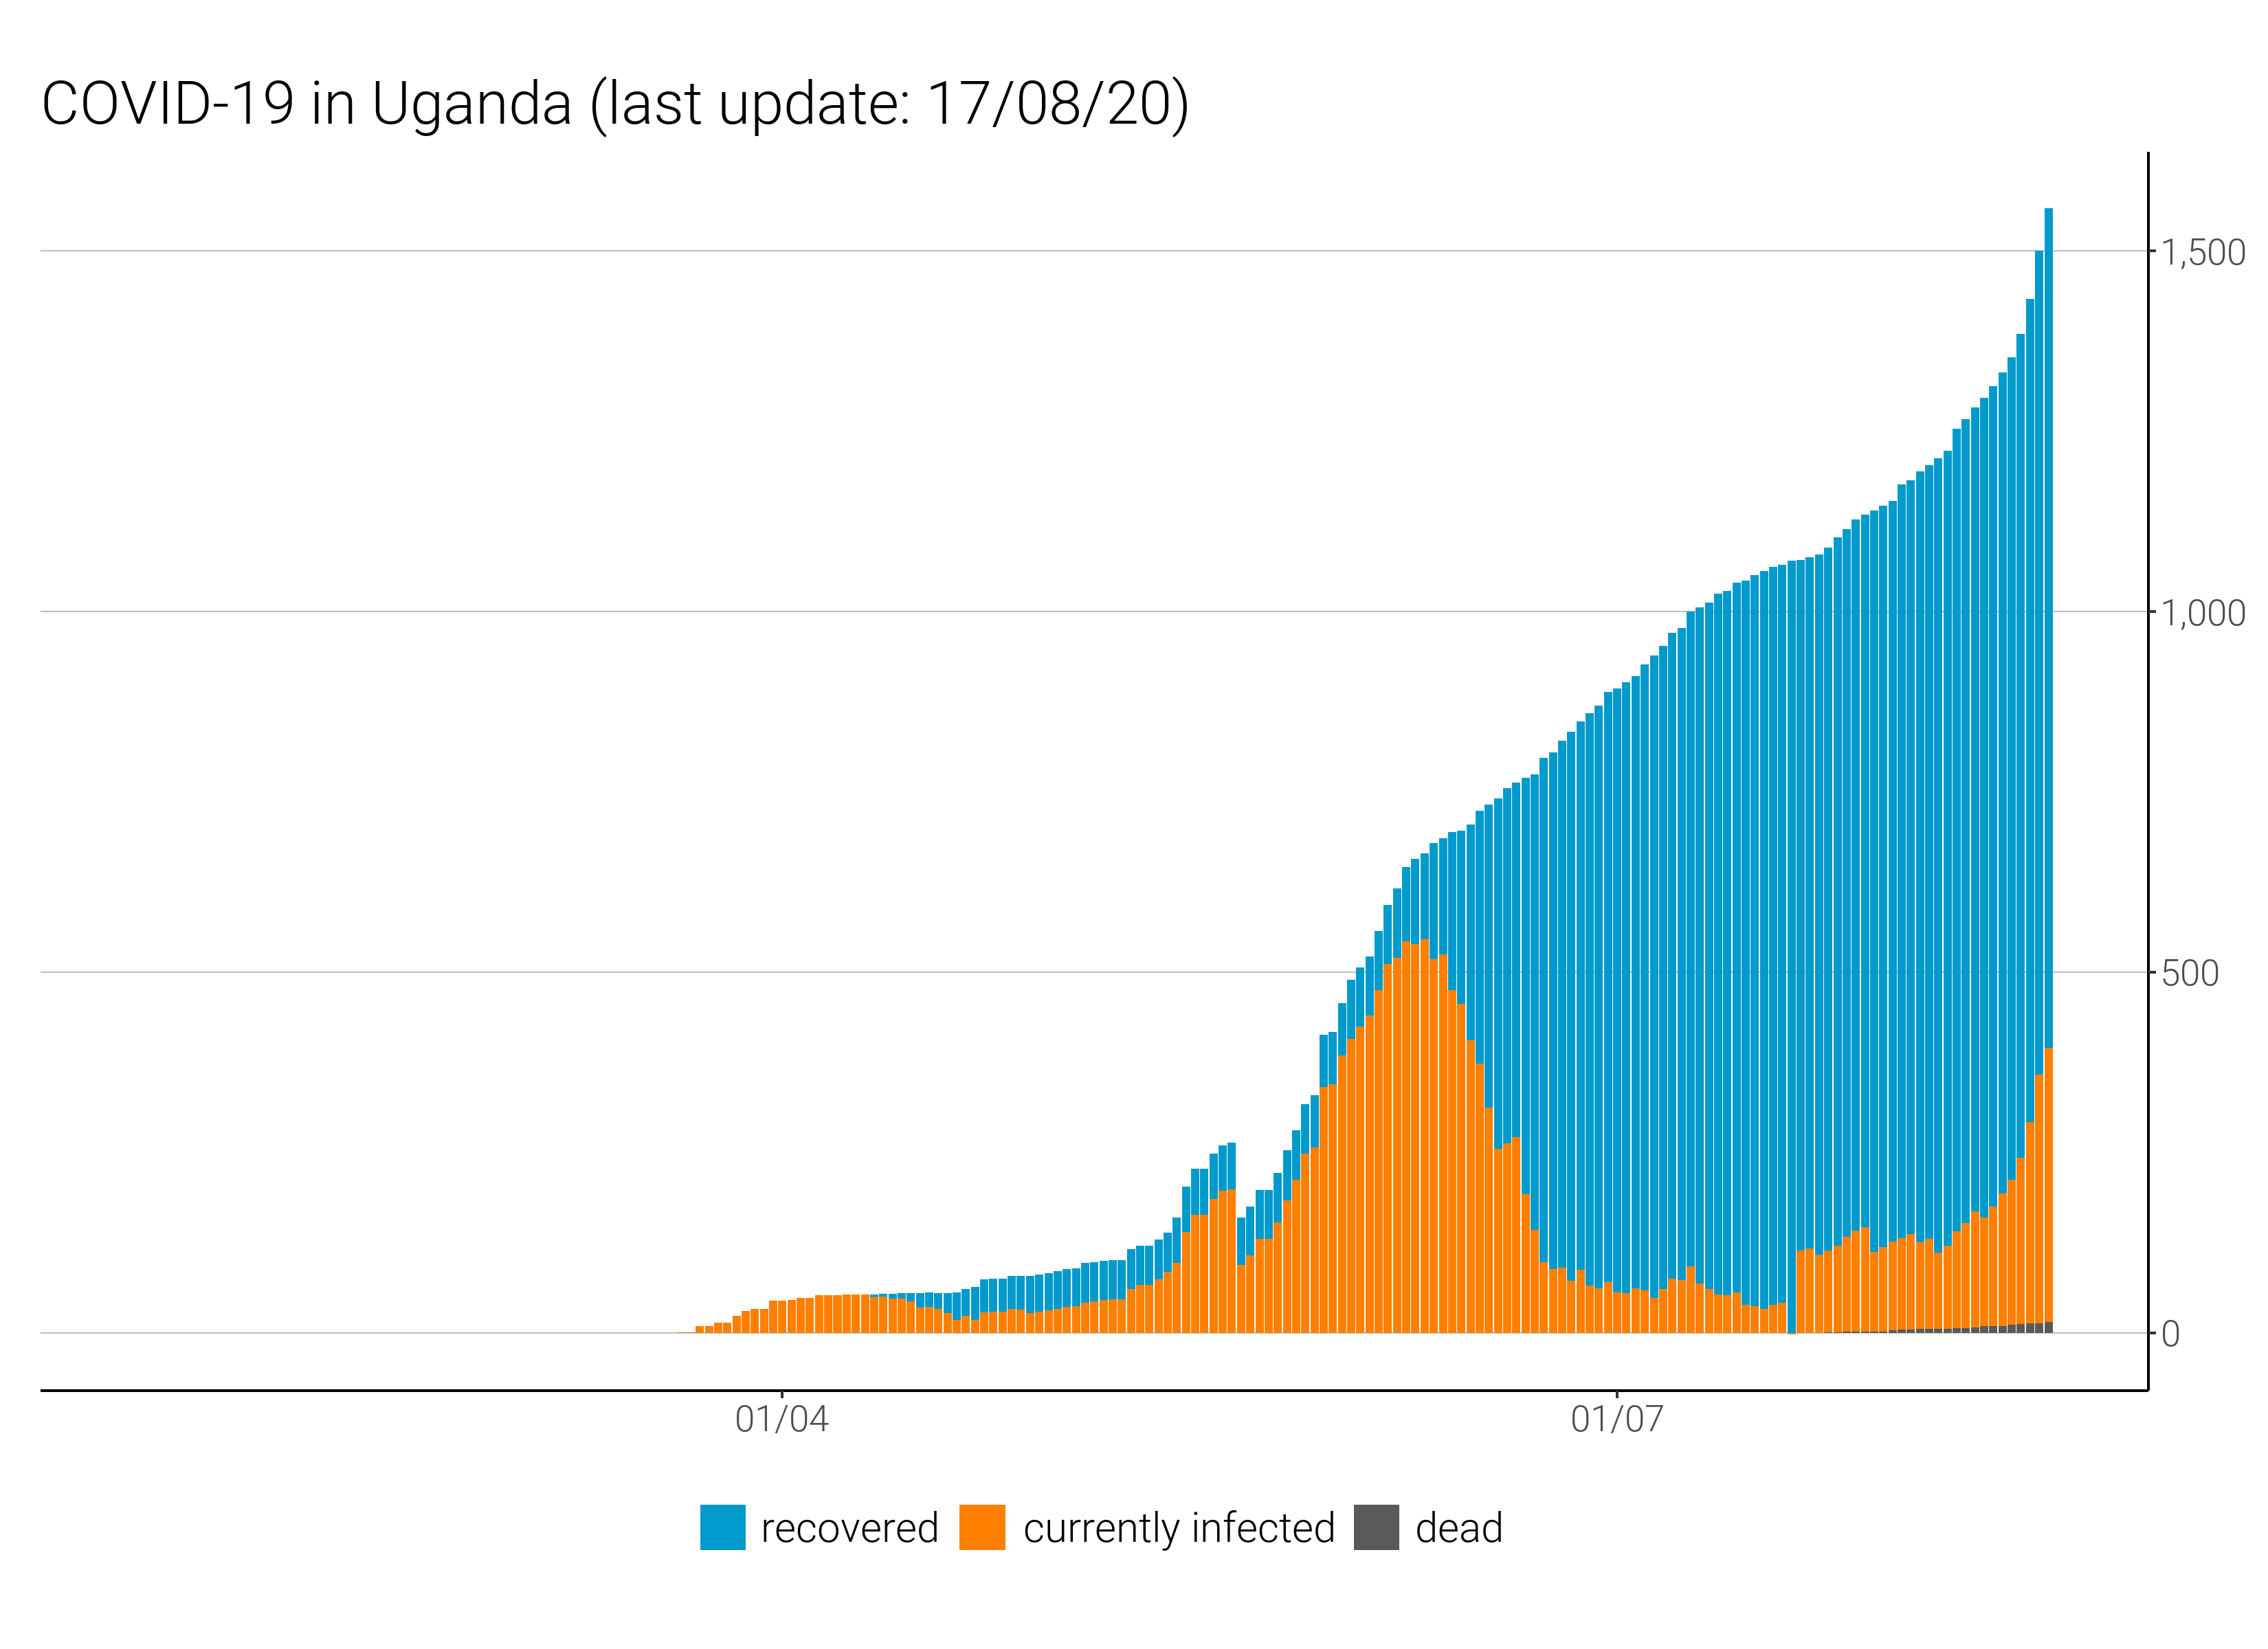 COVID-19 in Uganda (last update: 17/08/20)
1,500
1,000
500
0
01/04 01/07
recovered currently infected dead